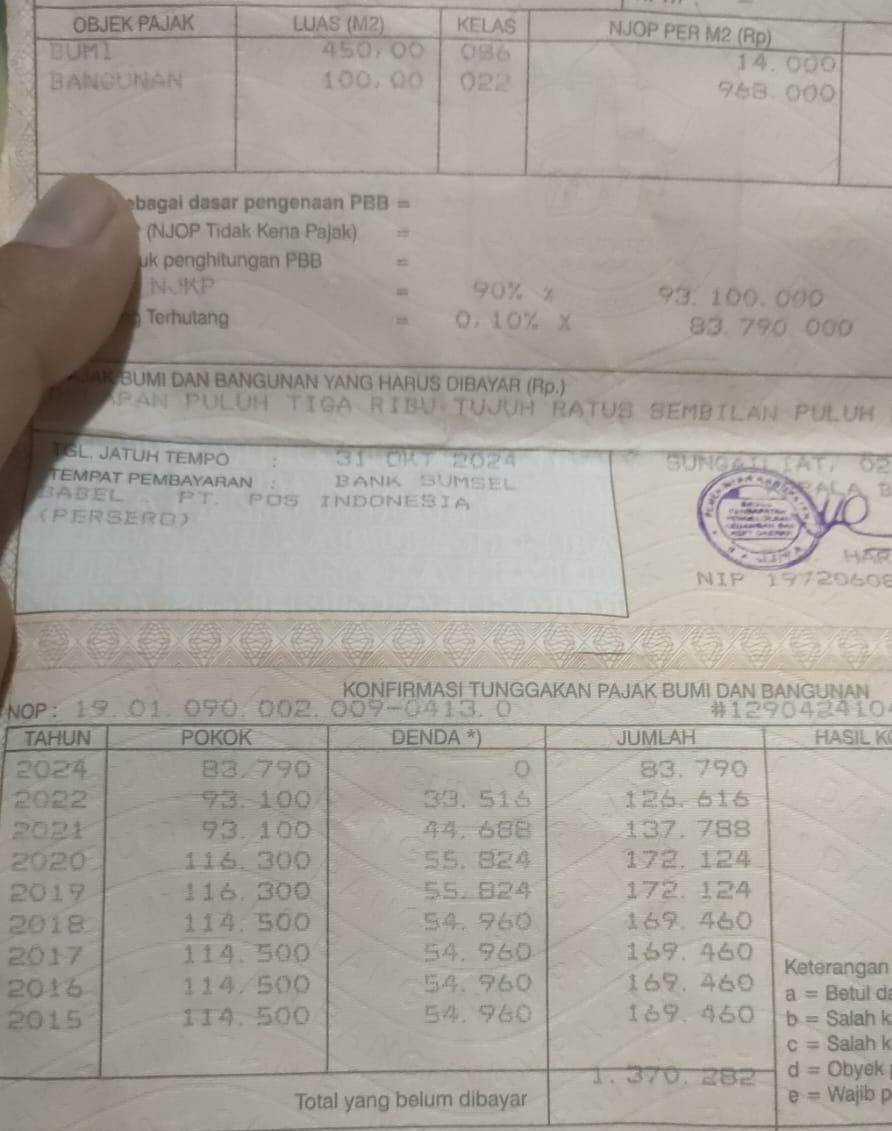 OBJEK PAJAK LUAS (M2) KELAS NJOP PER M2 (Rp)
BUMI 450,00 086 14.000
BANGUNAN 100,00 022 968.000
ebagai dasar pengenaan PBB =
(NJOP Tidak Kena Pajak) =
uk penghitungan PBB =
NJKP = 90% x 93.100.000
Terhutang = 0,10% X 83.790.000
BUMI DAN BANGUNAN YANG HARUS DIBAYAR (Rp.)
APAN PULUH TIGA RIBU TUJUH RATUS SEMBILAN PULUH
TGL. JATUH TEMPO : 31 OKT 2024
SUNGAILIAT, 02
TEMPAT PEMBAYARAN : BANK SUMSEL
BABEL . PT. POS INDONESIA
(PERSERO)
HAR
NIP 19720608
KONFIRMASI TUNGGAKAN PAJAK BUMI DAN BANGUNAN
NOP : 19.01.090.002.009-0413.0 #129042410
TAHUN POKOK DENDA *) JUMLAH HASIL K
2024 83.790 0 83.790
2022 93.100 33.516 126.616
2021 93.100 44.688 137.788
2020 116.300 55.824 172.124
2019 116.300 55.824 172.124
2018 114.500 54.960 169.460
2017 114.500 54.960 169.460
2016 114.500 54.960 169.460
2015 114.500 54.960 169.460
Keterangan
a = Betul da
b = Salah k
c = Salah k
d = Obyek
e = Wajib p
Total yang belum dibayar 1.370.282